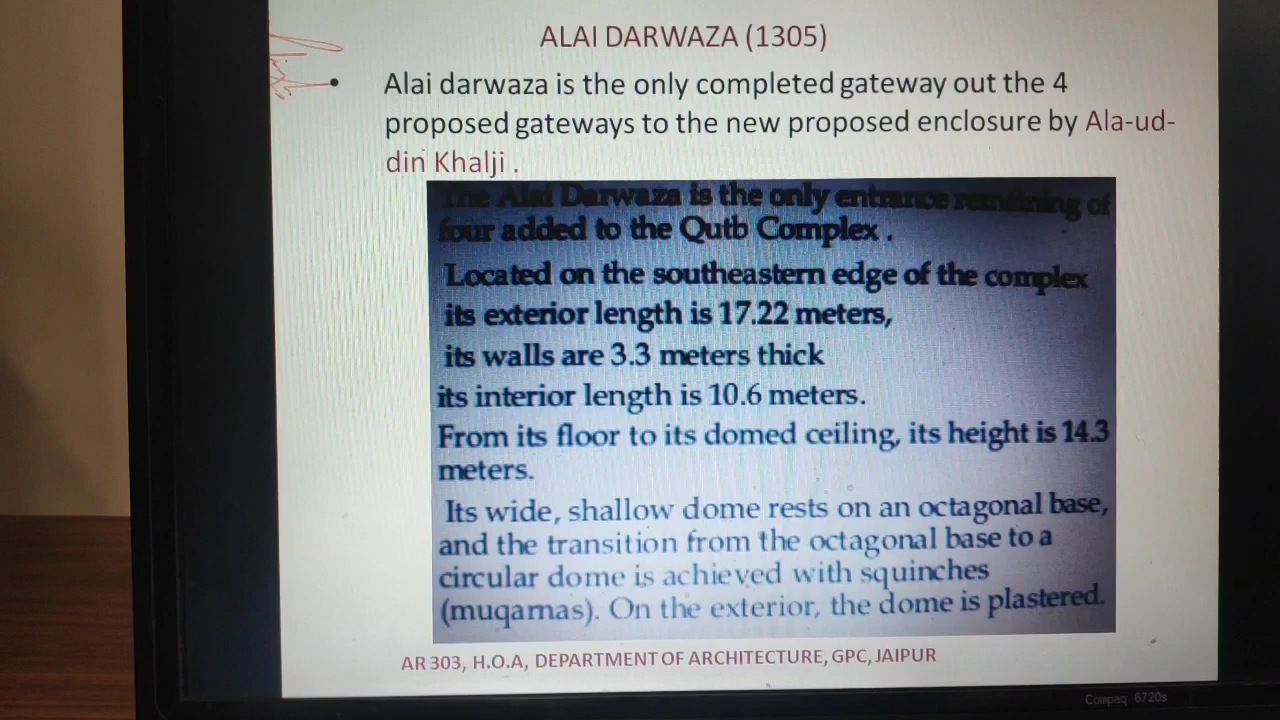 ALAI DARWAZA (1305)
• Alai darwaza is the only completed gateway out the 4
proposed gateways to the new proposed enclosure by Ala-ud-
din Khalji .
The Alai Darwaza is the only entrance remaining of
four added to the Qutb Complex .
Located on the southeastern edge of the complex
its exterior length is 17.22 meters,
its walls are 3.3 meters thick
its interior length is 10.6 meters.
From its floor to its domed ceiling, its height is 14.3
meters.
Its wide, shallow dome rests on an octagonal base,
and the transition from the octagonal base to a
circular dome is achieved with squinches
(muqarnas). On the exterior, the dome is plastered.
AR 303, H.O.A, DEPARTMENT OF ARCHITECTURE, GPC, JAIPUR
Compaq 6720s